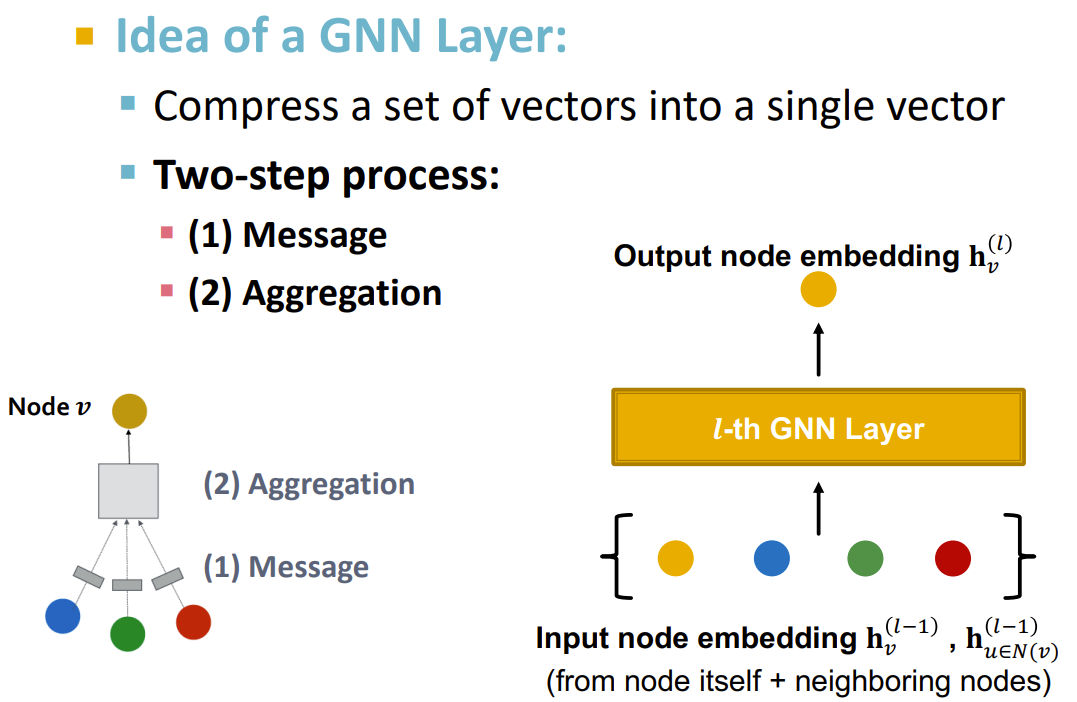 Idea of a GNN Layer:
Compress a set of vectors into a single vector
Two-step process:
(1) Message
(2) Aggregation
Output node embedding 𝐡_𝑣^(𝑙)
Node 𝒗
𝒍-th GNN Layer
(2) Aggregation
(1) Message
Input node embedding 𝐡_𝑣^(𝑙−1) , 𝐡_{𝑢∈𝑁(𝑣)}^(𝑙−1)
(from node itself + neighboring nodes)